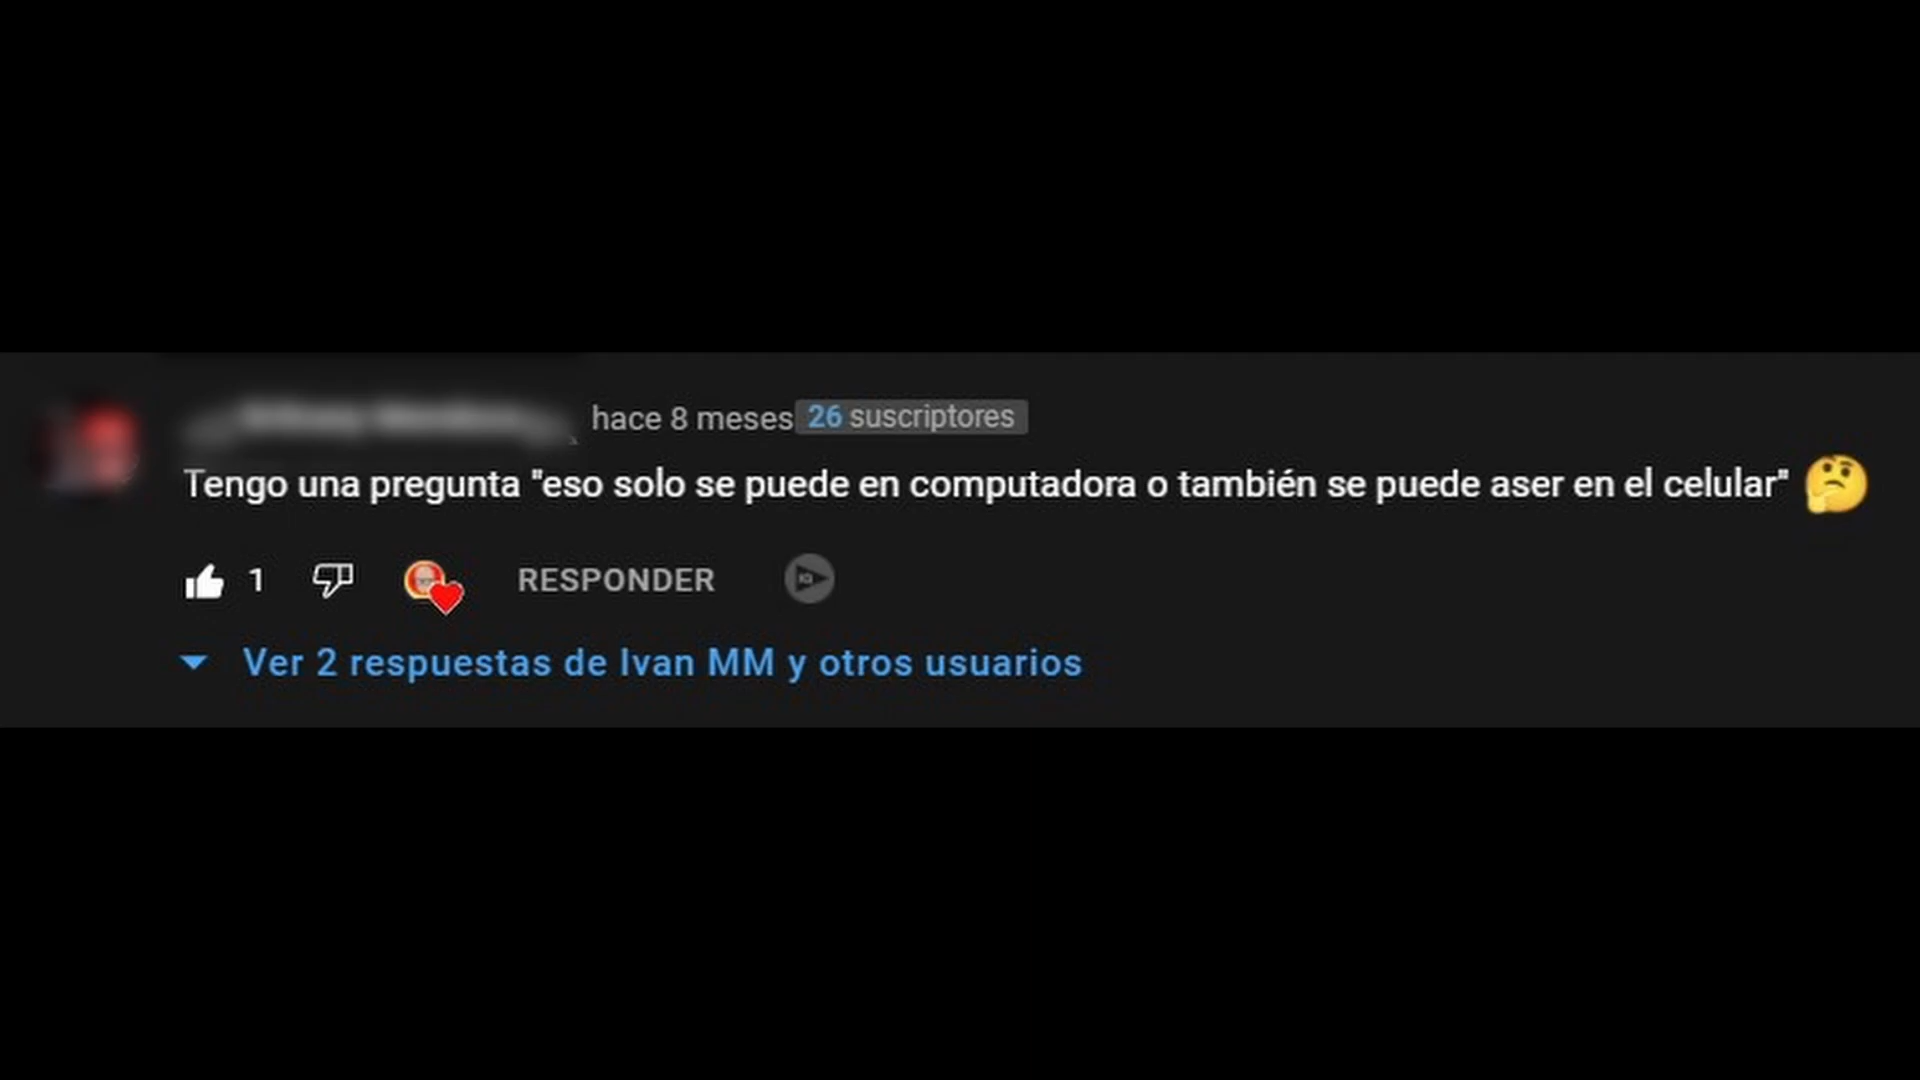 hace 8 meses 26 suscriptores
Tengo una pregunta "eso solo se puede en computadora o también se puede aser en el celular" 🤔
1 RESPONDER
Ver 2 respuestas de Ivan MM y otros usuarios